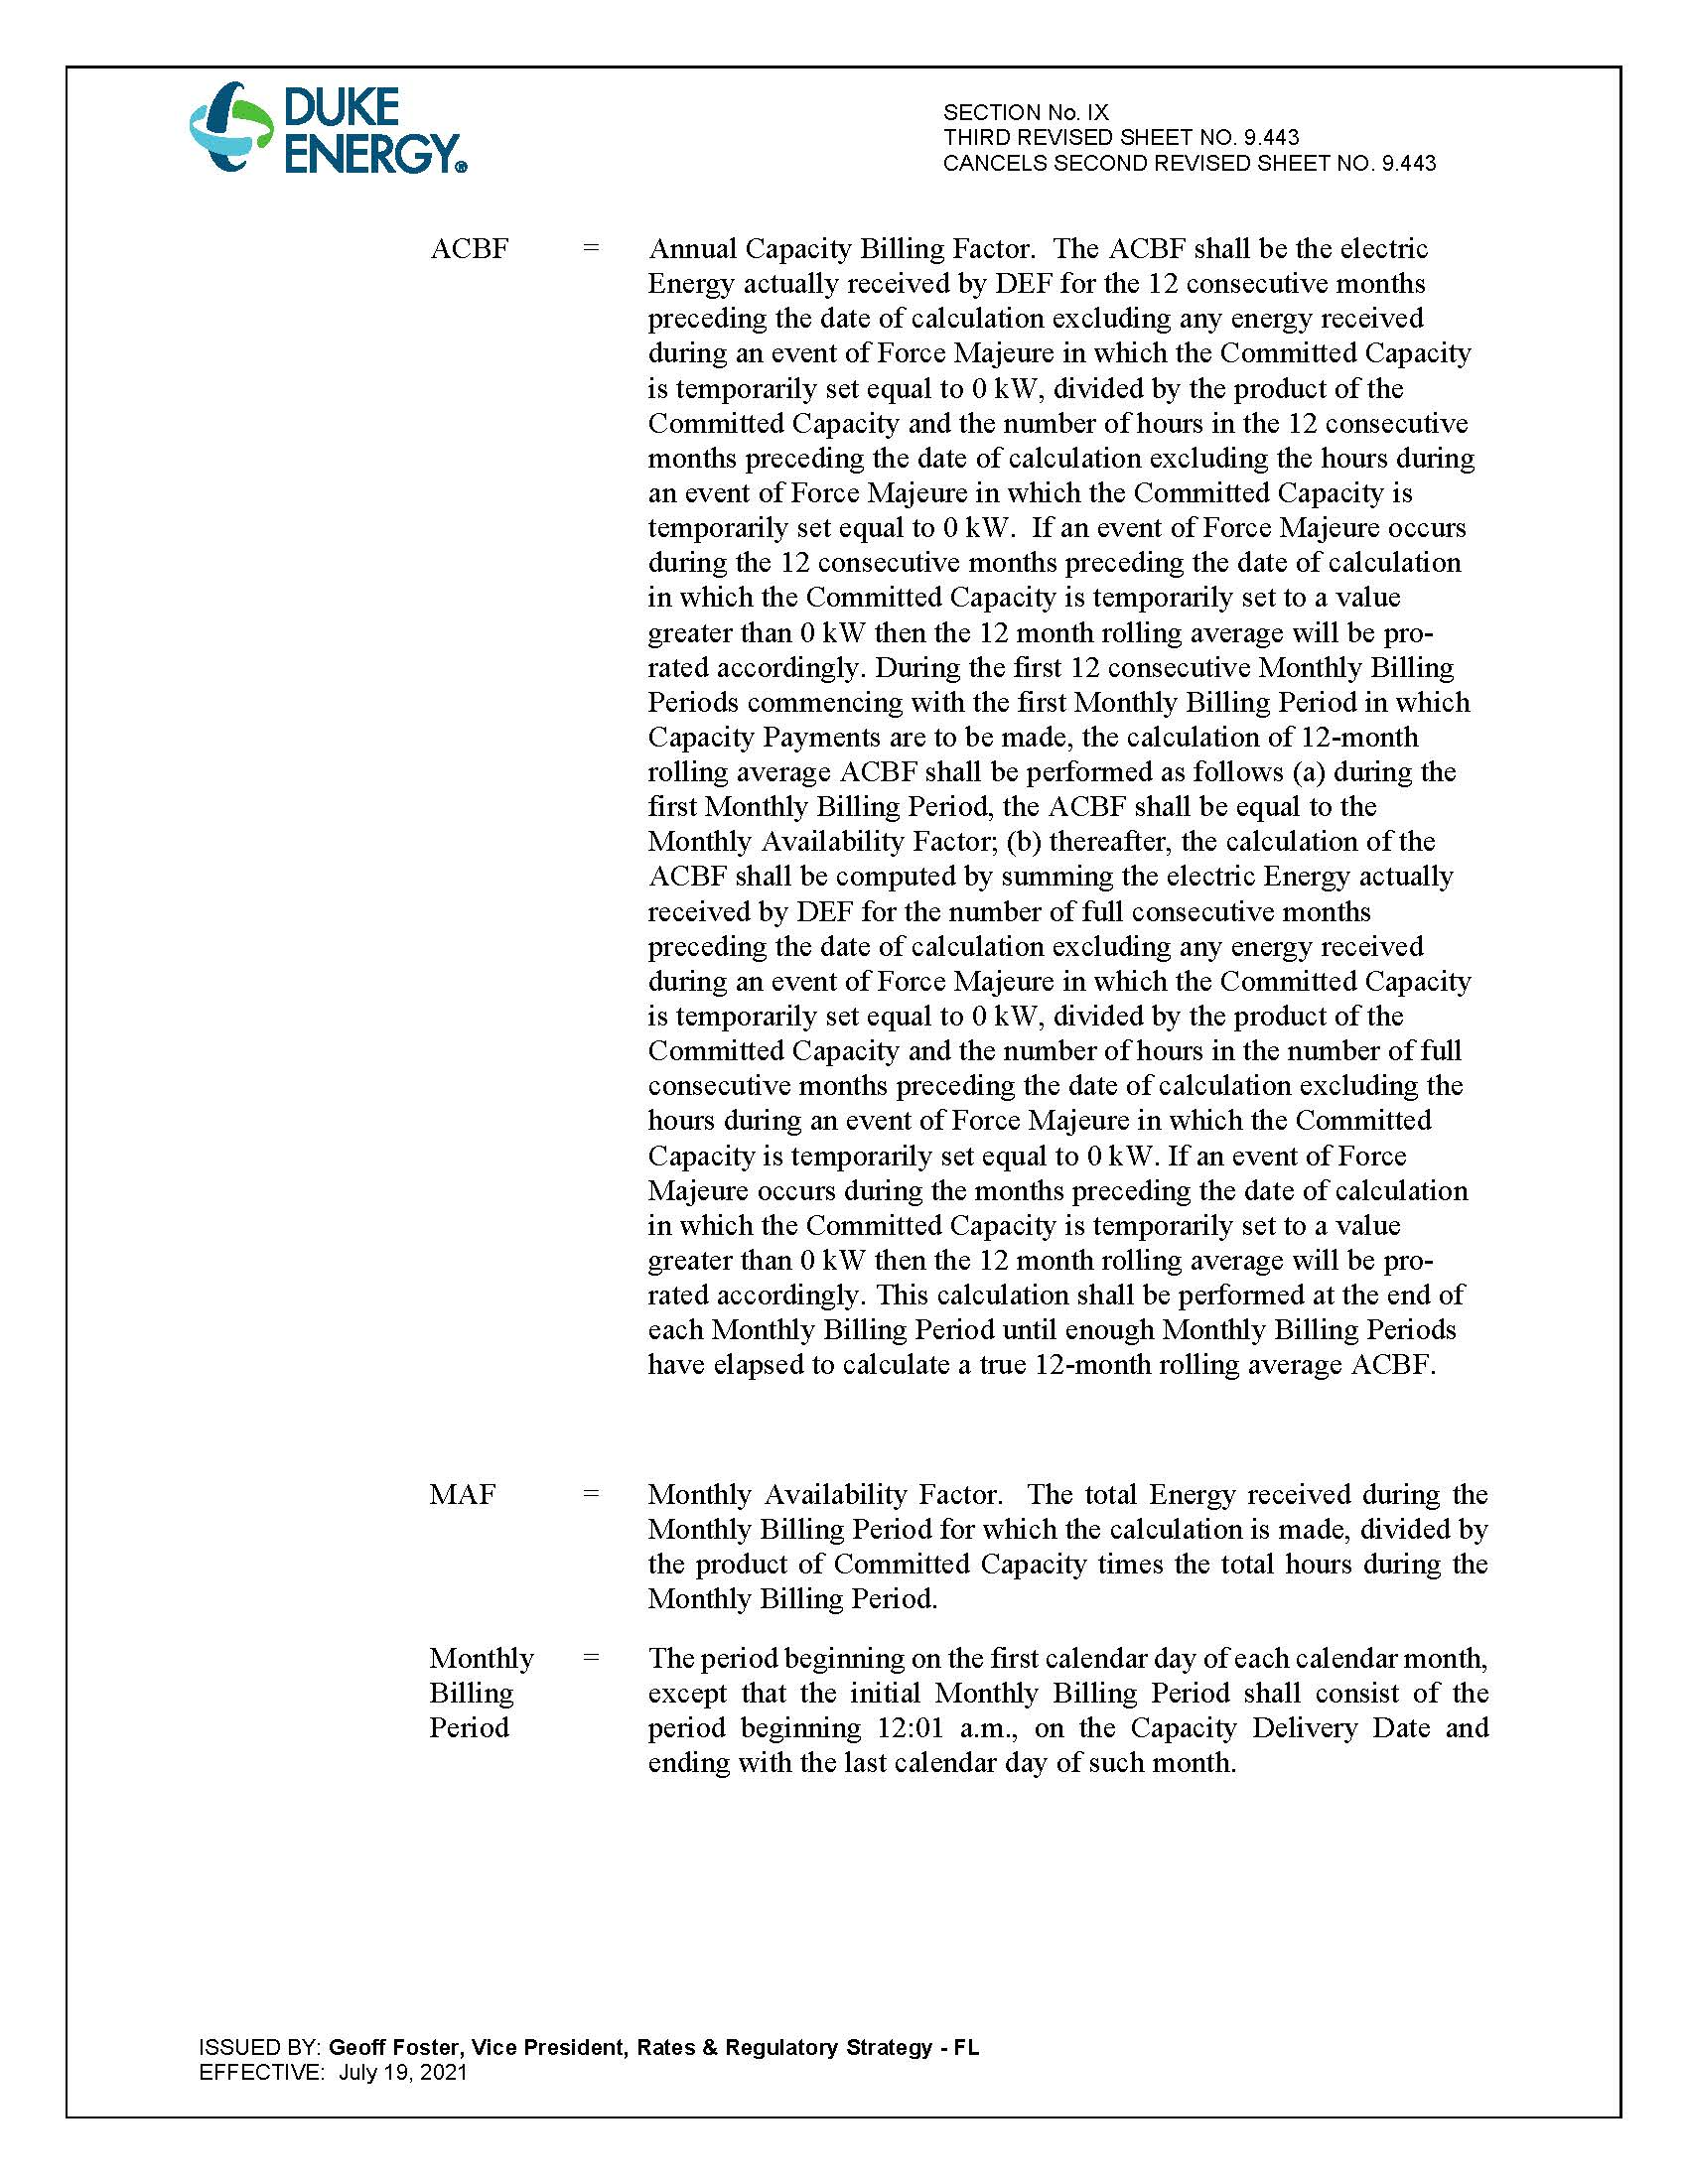 DUKE
ENERGY®
SECTION No. IX
THIRD REVISED SHEET NO. 9.443
CANCELS SECOND REVISED SHEET NO. 9.443
ACBF = Annual Capacity Billing Factor. The ACBF shall be the electric
Energy actually received by DEF for the 12 consecutive months
preceding the date of calculation excluding any energy received
during an event of Force Majeure in which the Committed Capacity
is temporarily set equal to 0 kW, divided by the product of the
Committed Capacity and the number of hours in the 12 consecutive
months preceding the date of calculation excluding the hours during
an event of Force Majeure in which the Committed Capacity is
temporarily set equal to 0 kW. If an event of Force Majeure occurs
during the 12 consecutive months preceding the date of calculation
in which the Committed Capacity is temporarily set to a value
greater than 0 kW then the 12 month rolling average will be pro-
rated accordingly. During the first 12 consecutive Monthly Billing
Periods commencing with the first Monthly Billing Period in which
Capacity Payments are to be made, the calculation of 12-month
rolling average ACBF shall be performed as follows (a) during the
first Monthly Billing Period, the ACBF shall be equal to the
Monthly Availability Factor; (b) thereafter, the calculation of the
ACBF shall be computed by summing the electric Energy actually
received by DEF for the number of full consecutive months
preceding the date of calculation excluding any energy received
during an event of Force Majeure in which the Committed Capacity
is temporarily set equal to 0 kW, divided by the product of the
Committed Capacity and the number of hours in the number of full
consecutive months preceding the date of calculation excluding the
hours during an event of Force Majeure in which the Committed
Capacity is temporarily set equal to 0 kW. If an event of Force
Majeure occurs during the months preceding the date of calculation
in which the Committed Capacity is temporarily set to a value
greater than 0 kW then the 12 month rolling average will be pro-
rated accordingly. This calculation shall be performed at the end of
each Monthly Billing Period until enough Monthly Billing Periods
have elapsed to calculate a true 12-month rolling average ACBF.
MAF = Monthly Availability Factor. The total Energy received during the
Monthly Billing Period for which the calculation is made, divided by
the product of Committed Capacity times the total hours during the
Monthly Billing Period.
Monthly = The period beginning on the first calendar day of each calendar month,
Billing except that the initial Monthly Billing Period shall consist of the
Period period beginning 12:01 a.m., on the Capacity Delivery Date and
ending with the last calendar day of such month.
ISSUED BY: Geoff Foster, Vice President, Rates & Regulatory Strategy - FL
EFFECTIVE: July 19, 2021